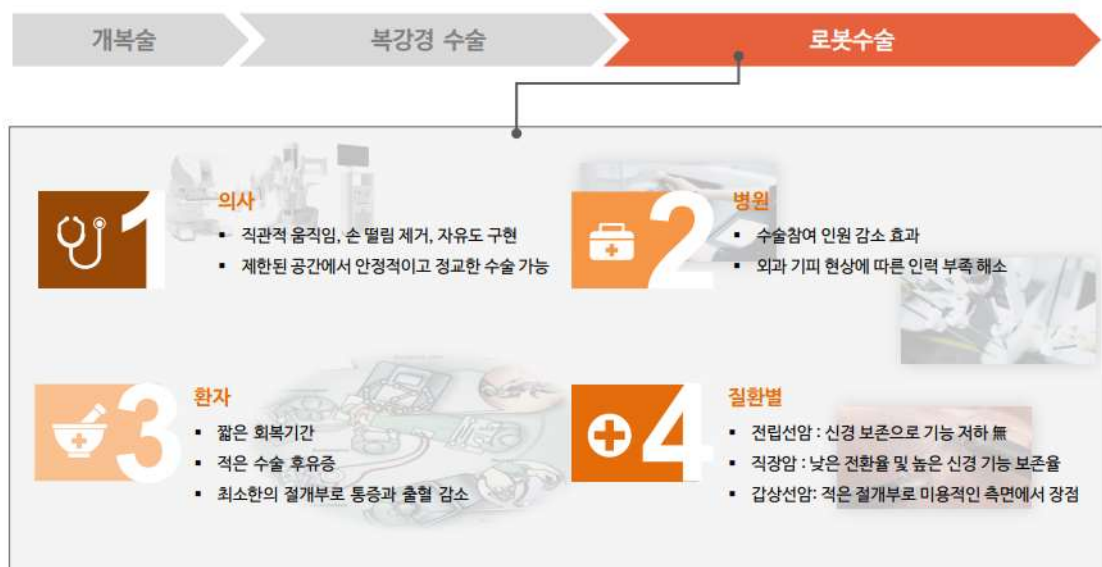 개복술
복강경 수술
로봇수술
1
의사
▪ 직관적 움직임, 손 떨림 제거, 자유도 구현
▪ 제한된 공간에서 안정적이고 정교한 수술 가능
2
병원
▪ 수술참여 인원 감소 효과
▪ 외과 기피 현상에 따른 인력 부족 해소
3
환자
▪ 짧은 회복기간
▪ 적은 수술 후유증
▪ 최소한의 절개부로 통증과 출혈 감소
4
질환별
▪ 전립선암 : 신경 보존으로 기능 저하 無
▪ 직장암 : 낮은 전환율 및 높은 신경 기능 보존율
▪ 갑상선암: 적은 절개부로 미용적인 측면에서 장점